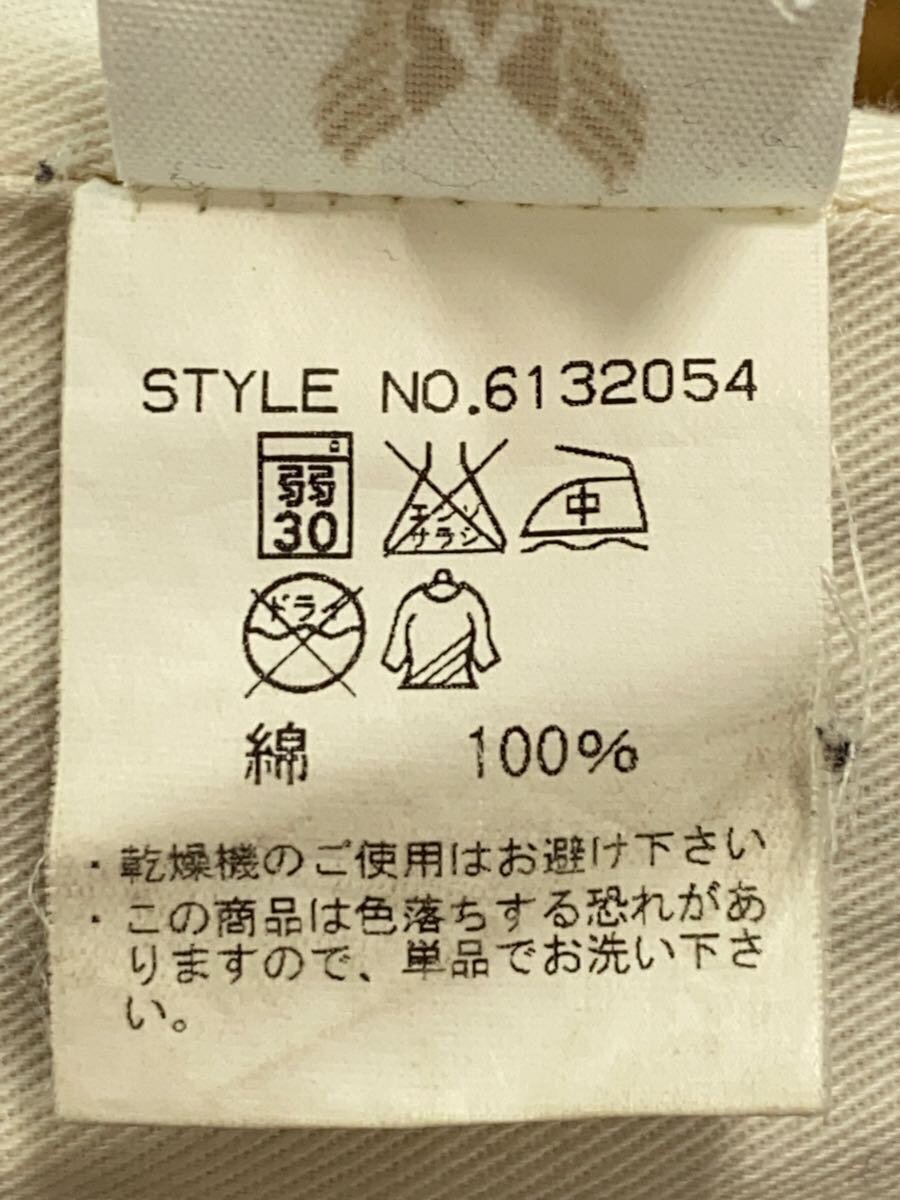 STYLE NO.6132054
弱
30
エンソ
サラシ
中
ドライ
綿 100%
・乾燥機のご使用はお避け下さい
・この商品は色落ちする恐れがあ
りますので、単品でお洗い下さ
い。